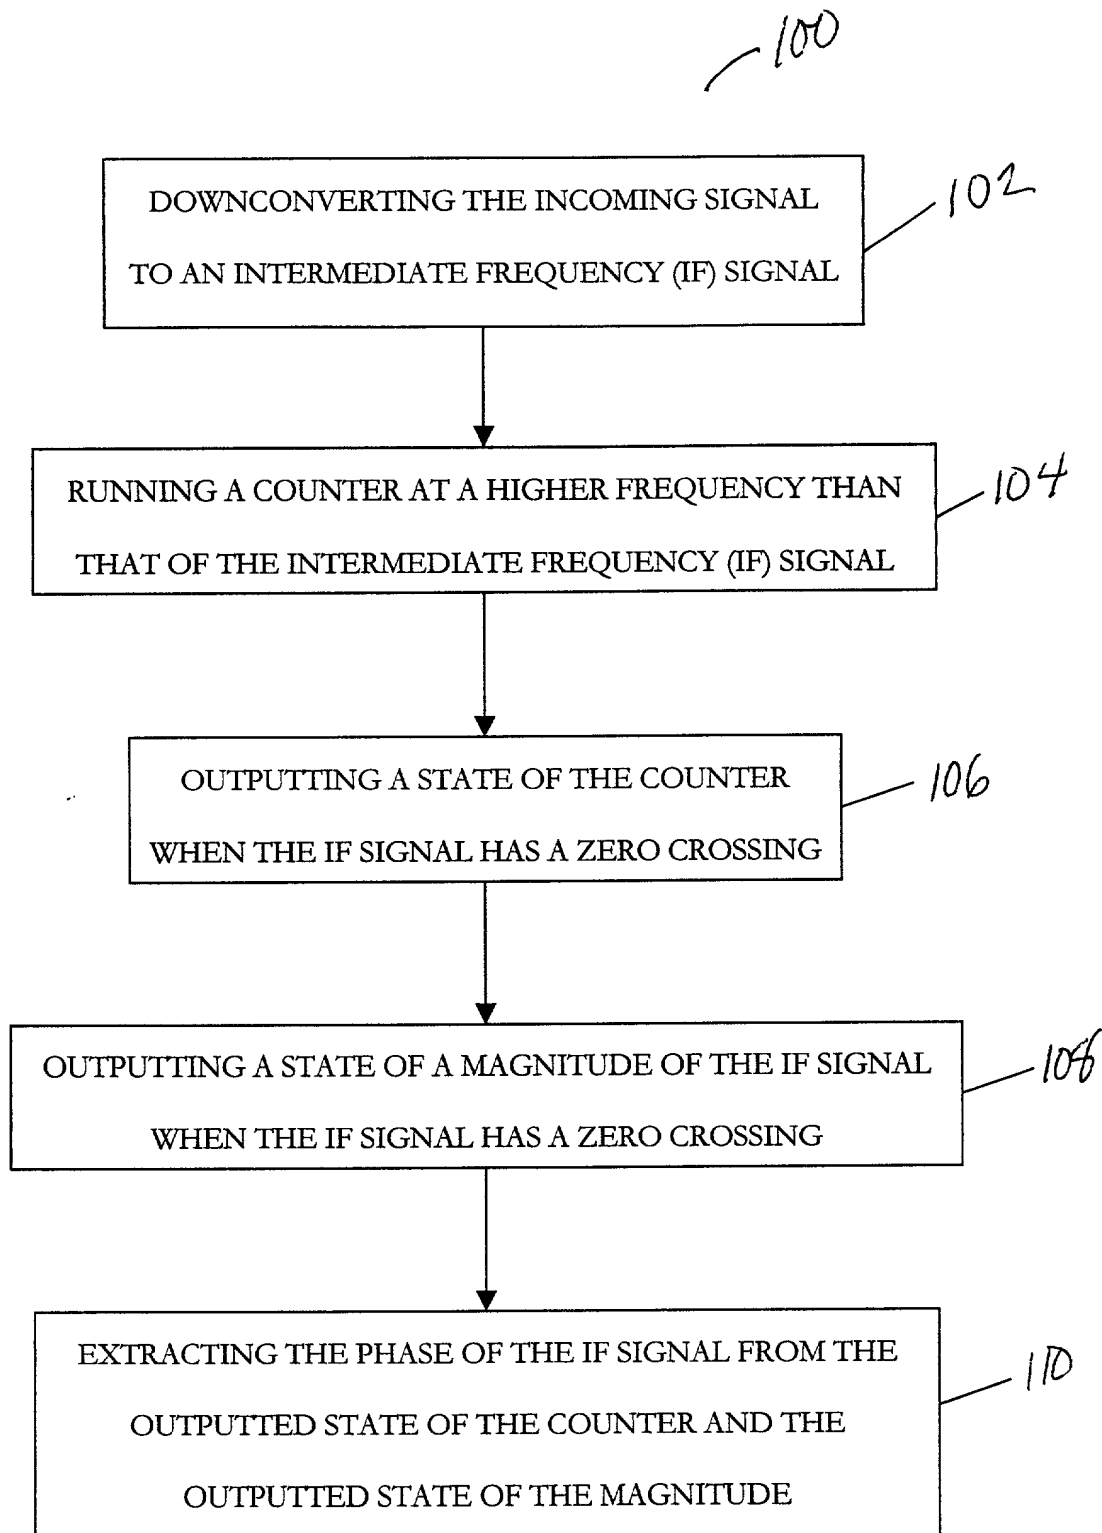 100
DOWNCONVERTING THE INCOMING SIGNAL
TO AN INTERMEDIATE FREQUENCY (IF) SIGNAL
102
RUNNING A COUNTER AT A HIGHER FREQUENCY THAN
THAT OF THE INTERMEDIATE FREQUENCY (IF) SIGNAL
104
OUTPUTTING A STATE OF THE COUNTER
WHEN THE IF SIGNAL HAS A ZERO CROSSING
106
OUTPUTTING A STATE OF A MAGNITUDE OF THE IF SIGNAL
WHEN THE IF SIGNAL HAS A ZERO CROSSING
108
EXTRACTING THE PHASE OF THE IF SIGNAL FROM THE
OUTPUTTED STATE OF THE COUNTER AND THE
OUTPUTTED STATE OF THE MAGNITUDE
110